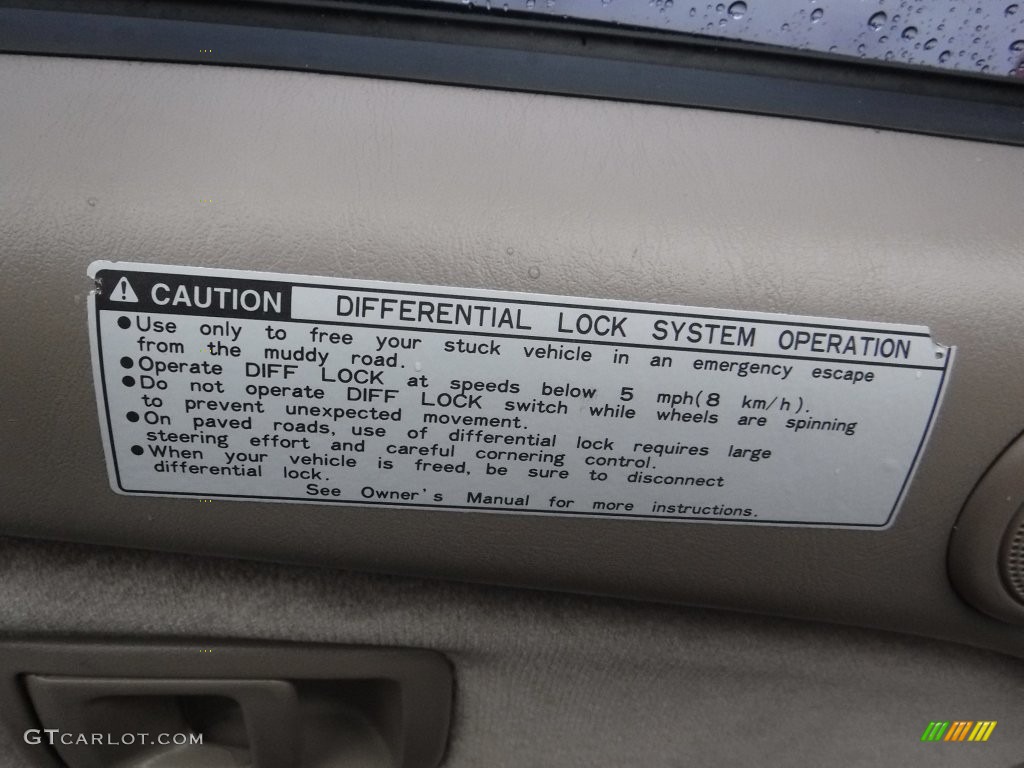 CAUTION DIFFERENTIAL LOCK SYSTEM OPERATION
●Use only to free your stuck vehicle in an emergency escape
from the muddy road.
●Operate DIFF LOCK at speeds below 5 mph(8 km/h).
●Do not operate DIFF LOCK switch while wheels are spinning
to prevent unexpected movement.
●On paved roads, use of differential lock requires large
steering effort and careful cornering control.
●When your vehicle is freed, be sure to disconnect
differential lock.
See Owner's Manual for more instructions.
GTCARLOT.COM